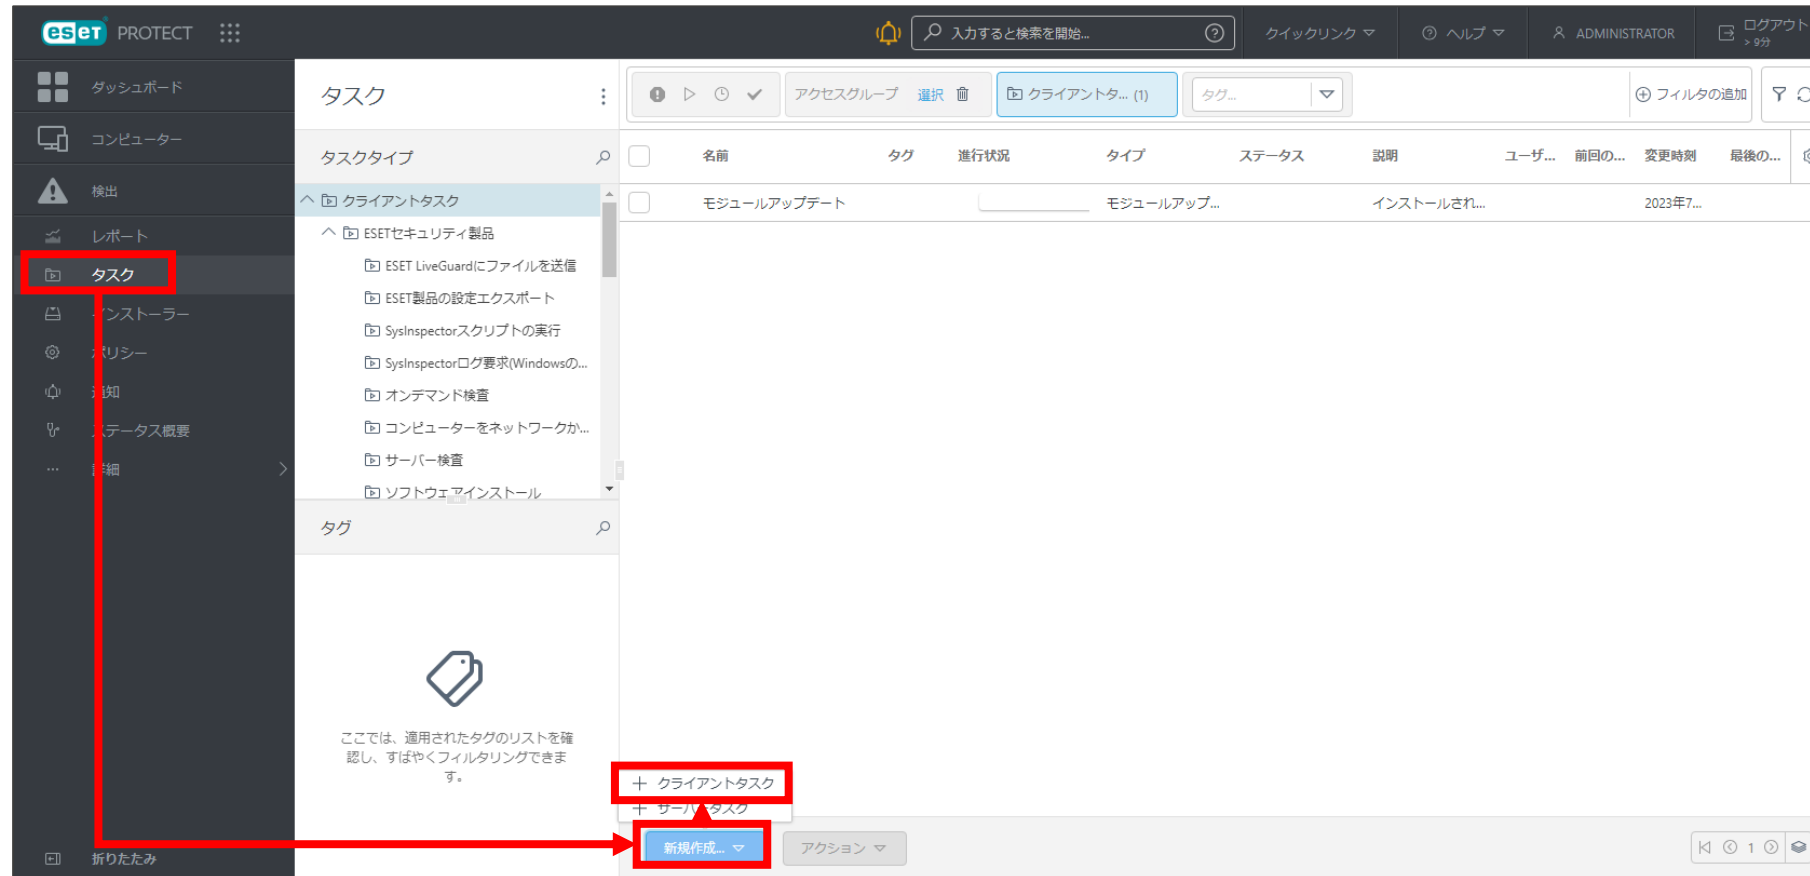 eset PROTECT
入力すると検索を開始...
クイックリンク
ヘルプ
ADMINISTRATOR
ログアウト
> 9分
ダッシュボード
コンピューター
検出
レポート
タスク
インストーラー
ポリシー
通知
ステータス概要
詳細
折りたたみ
タスク
タスクタイプ
クライアントタスク
ESETセキュリティ製品
ESET LiveGuardにファイルを送信
ESET製品の設定エクスポート
SysInspectorスクリプトの実行
SysInspectorログ要求(Windowsの...
オンデマンド検査
コンピューターをネットワークか...
サーバー検査
ソフトウェアインストール
タグ
ここでは、適用されたタグのリストを確
認し、すばやくフィルタリングできま
す。
アクセスグループ 選択
クライアントタ... (1)
タグ...
フィルタの追加
名前 タグ 進行状況 タイプ ステータス 説明 ユーザ... 前回の... 変更時刻 最後の...
モジュールアップデート モジュールアップ... インストールされ... 2023年7...
クライアントタスク
サーバータスク
新規作成...
アクション
1